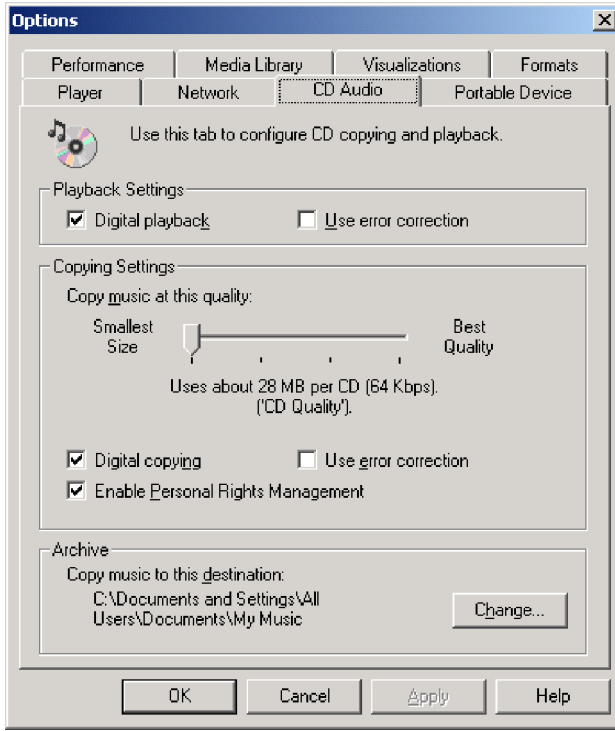 Options
Performance Media Library Visualizations Formats
Player Network CD Audio Portable Device
Use this tab to configure CD copying and playback.
Playback Settings
Digital playback Use error correction
Copying Settings
Copy music at this quality:
Smallest Size Best Quality
Uses about 28 MB per CD (64 Kbps).
('CD Quality').
Digital copying Use error correction
Enable Personal Rights Management
Archive
Copy music to this destination:
C:\Documents and Settings\All
Users\Documents\My Music
Change...
OK Cancel Apply Help